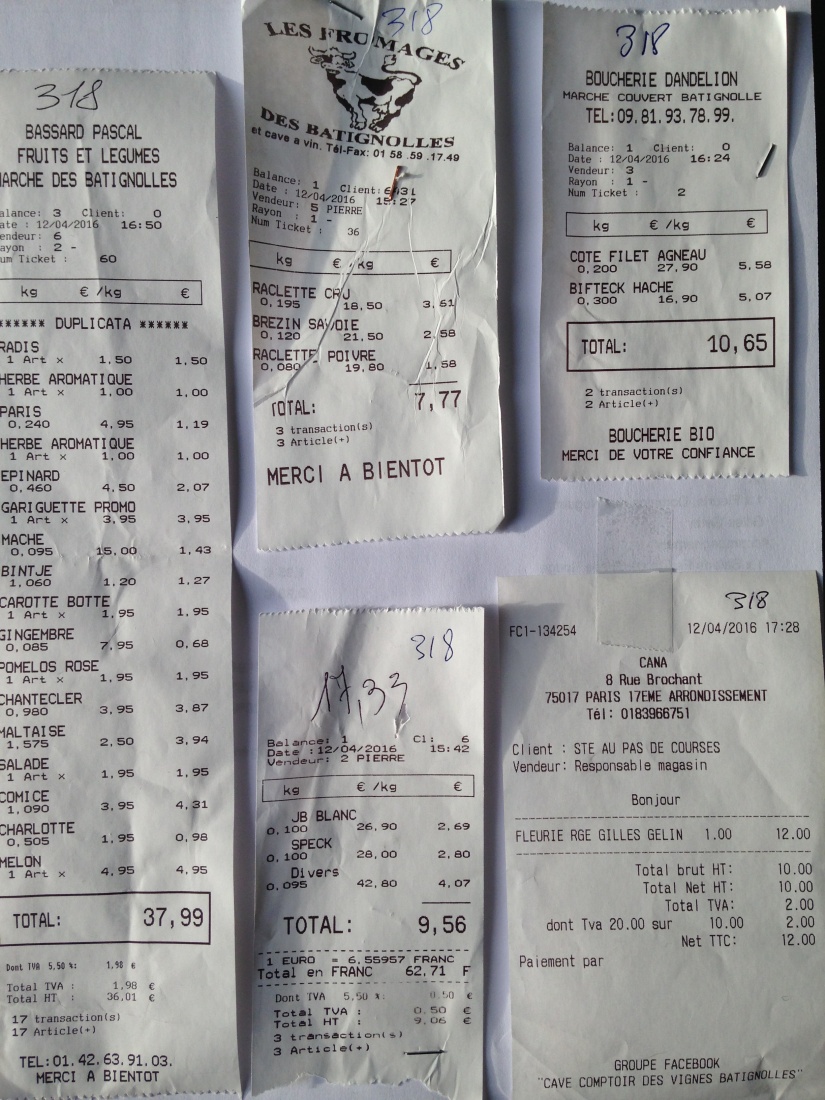 318
BASSARD PASCAL
FRUITS ET LEGUMES
MARCHE DES BATIGNOLLES
alance: 3 Client: 0
ate : 12/04/2016 16:50
endeur: 6
ayon : 2 -
um Ticket : 60
kg € /kg €
****** DUPLICATA ******
RADIS
1 Art x 1,50 1,50
HERBE AROMATIQUE
1 Art x 1,00 1,00
PARIS
0,240 4,95 1,19
HERBE AROMATIQUE
1 Art x 1,00 1,00
EPINARD
0,460 4,50 2,07
GARIGUETTE PROMO
1 Art x 3,95 3,95
MACHE
0,095 15,00 1,43
BINTJE
1,060 1,20 1,27
CAROTTE BOTTE
1 Art x 1,95 1,95
GINGEMBRE
0,085 7,95 0,68
POMELOS ROSE
1 Art x 1,95 1,95
CHANTECLER
0,980 3,95 3,87
MALTAISE
1,575 2,50 3,94
SALADE
1 Art x 1,95 1,95
COMICE
1,090 3,95 4,31
CHARLOTTE
0,505 1,95 0,98
MELON
1 Art x 4,95 4,95
TOTAL: 37,99
Dont TVA 5,50 %: 1,98 €
Total TVA : 1,98 €
Total HT : 36,01 €
17 transaction(s)
17 Article(+)
TEL:01.42.63.91.03.
MERCI A BIENTOT
318
LES FROMAGES
DES BATIGNOLLES
et cave a vin. Tél-Fax: 01 58 .59 .17.49
Balance: 1 Client:
Date : 12/04/2016 15:27
Vendeur: 5 PIERRE
Rayon : 1 -
Num Ticket : 36
kg € /kg €
RACLETTE CRU
0,195 18,50 3,61
BREZIN SAVOIE
0,120 21,50 2,58
RACLETTE POIVRE
0,080 19,80 1,58
TOTAL: 7,77
3 transaction(s)
3 Article(+)
MERCI A BIENTOT
318
BOUCHERIE DANDELION
MARCHE COUVERT BATIGNOLLE
TEL:09.81.93.78.99.
Balance: 1 Client: 0
Date : 12/04/2016 16:24
Vendeur: 3
Rayon : 1 -
Num Ticket : 2
kg € /kg €
COTE FILET AGNEAU
0,200 27,90 5,58
BIFTECK HACHE
0,300 16,90 5,07
TOTAL: 10,65
2 transaction(s)
2 Article(+)
BOUCHERIE BIO
MERCI DE VOTRE CONFIANCE
318
17,33
Balance: 1 Cl: 6
Date :12/04/2016 15:42
Vendeur: 2 PIERRE
kg € /kg €
JB BLANC
0,100 26,90 2,69
SPECK
0,100 28,00 2,80
Divers
0,095 42,80 4,07
TOTAL: 9,56
1 EURO = 6,55957 FRANC
Total en FRANC 62,71 F
Dont TVA 5,50 %: 0,50 €
Total TVA : 0,50 €
Total HT : 9,06 €
3 transaction(s)
3 Article(+)
318
FC1-134254 12/04/2016 17:28
CANA
8 Rue Brochant
75017 PARIS 17EME ARRONDISSEMENT
Tél: 0183966751
Client : STE AU PAS DE COURSES
Vendeur: Responsable magasin
Bonjour
FLEURIE RGE GILLES GELIN 1.00 12.00
Total brut HT: 10.00
Total Net HT: 10.00
Total TVA: 2.00
dont Tva 20.00 sur 10.00 2.00
Net TTC: 12.00
Paiement par
GROUPE FACEBOOK
"CAVE COMPTOIR DES VIGNES BATIGNOLLES"